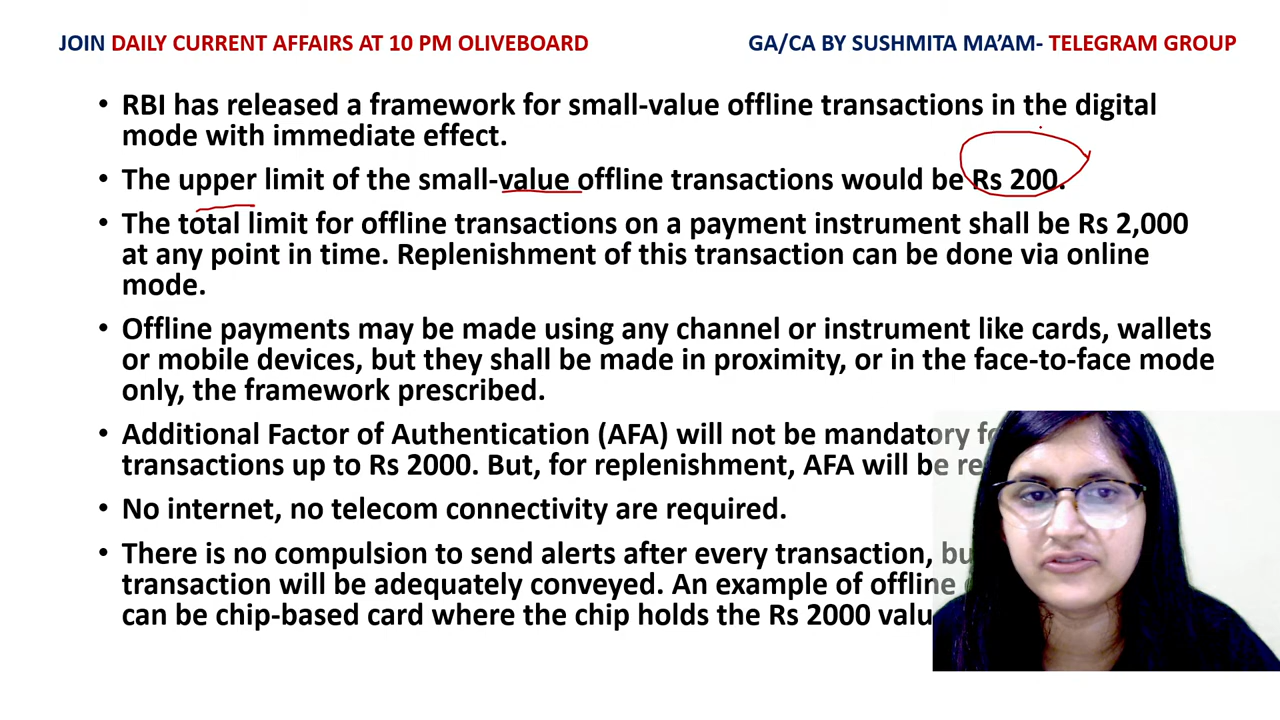 JOIN DAILY CURRENT AFFAIRS AT 10 PM OLIVEBOARD
GA/CA BY SUSHMITA MA'AM- TELEGRAM GROUP
• RBI has released a framework for small-value offline transactions in the digital
mode with immediate effect.
• The upper limit of the small-value offline transactions would be Rs 200.
• The total limit for offline transactions on a payment instrument shall be Rs 2,000
at any point in time. Replenishment of this transaction can be done via online
mode.
• Offline payments may be made using any channel or instrument like cards, wallets
or mobile devices, but they shall be made in proximity, or in the face-to-face mode
only, the framework prescribed.
• Additional Factor of Authentication (AFA) will not be mandatory
transactions up to Rs 2000. But, for replenishment, AFA will be
• No internet, no telecom connectivity are required.
• There is no compulsion to send alerts after every transaction,
transaction will be adequately conveyed. An example of offline
can be chip-based card where the chip holds the Rs 2000